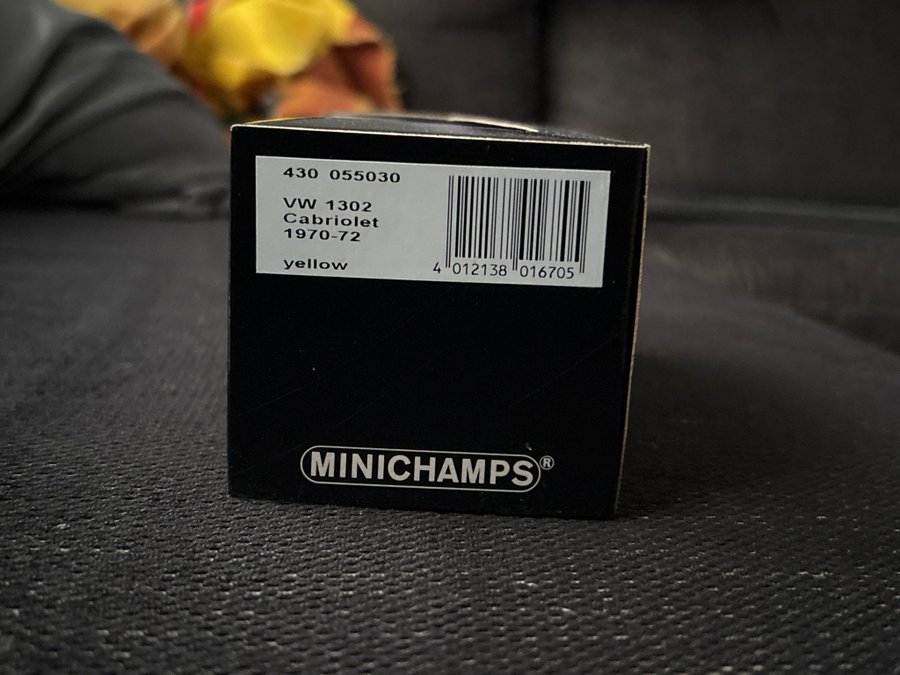 430 055030
VW 1302
Cabriolet
1970-72
yellow
4 012138 016705
MINICHAMPS®